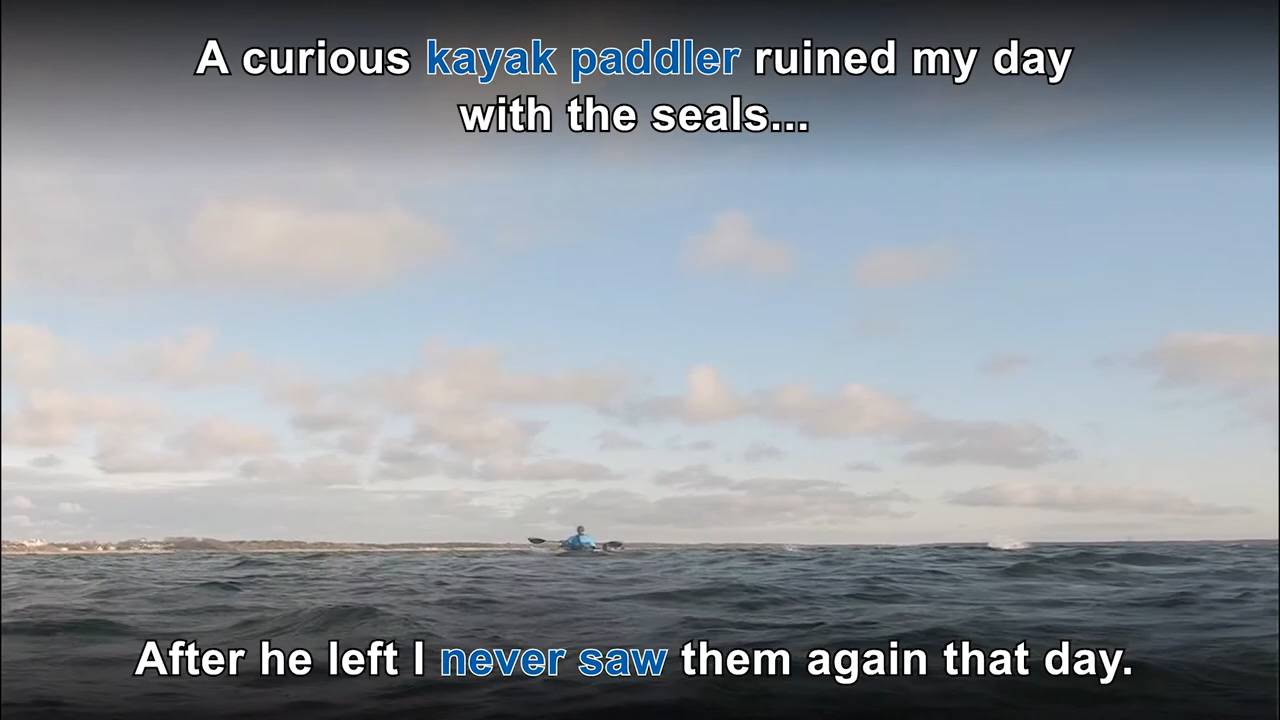 A curious kayak paddler ruined my day
with the seals...
After he left I never saw them again that day.